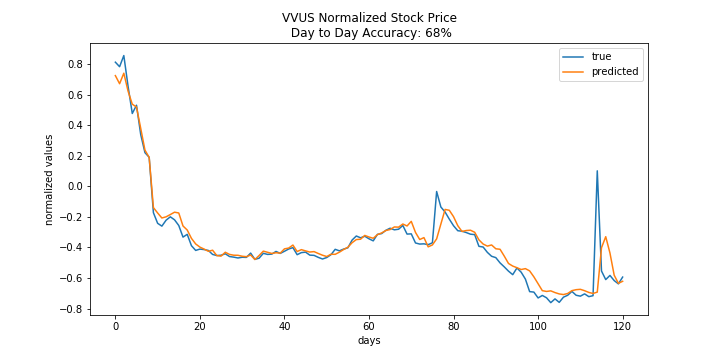 VVUS Normalized Stock Price
Day to Day Accuracy: 68%
true
predicted
normalized values
0.8
0.6
0.4
0.2
0.0
−0.2
−0.4
−0.6
−0.8
0 20 40 60 80 100 120
days